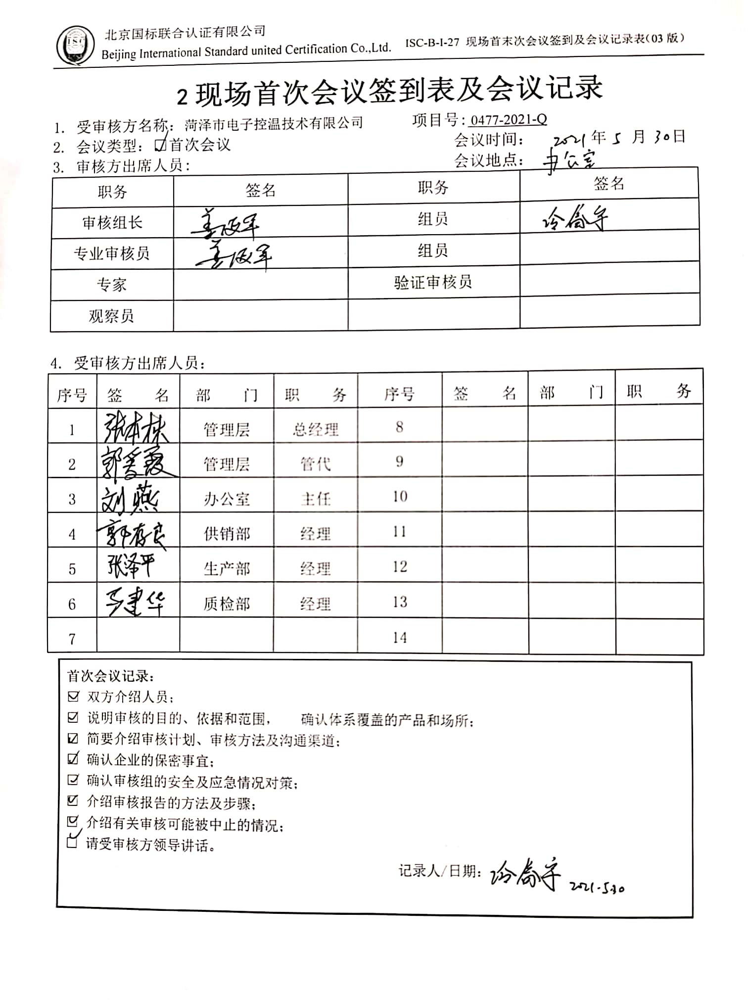 ISC
北京国标联合认证有限公司
Beijing International Standard united Certification Co.,Ltd.
ISC-B-I-27 现场首末次会议签到及会议记录表(03 版)
2 现场首次会议签到表及会议记录
1. 受审核方名称：菏泽市电子控温技术有限公司 项目号：0477-2021-Q
2. 会议类型：☑首次会议 会议时间： 2021年 5 月 30日
3. 审核方出席人员： 会议地点： 办公室
职务 签名 职务 签名
审核组长 姜海军 组员
专业审核员 姜海军 组员
专家 验证审核员
观察员
4. 受审核方出席人员：
序号 签 名 部 门 职 务 序号 签 名 部 门 职 务
1 张本株 管理层 总经理 8
2 郭爱霞 管理层 管代 9
3 刘燕 办公室 主任 10
4 郭存良 供销部 经理 11
5 张泽平 生产部 经理 12
6 马建华 质检部 经理 13
7 14
首次会议记录：
☑ 双方介绍人员；
☑ 说明审核的目的、依据和范围， 确认体系覆盖的产品和场所；
☑ 简要介绍审核计划、审核方法及沟通渠道；
☑ 确认企业的保密事宜；
☑ 确认审核组的安全及应急情况对策；
☑ 介绍审核报告的方法及步骤；
☑ 介绍有关审核可能被中止的情况；
☑ 请受审核方领导讲话。
记录人/日期： 2021.5.30